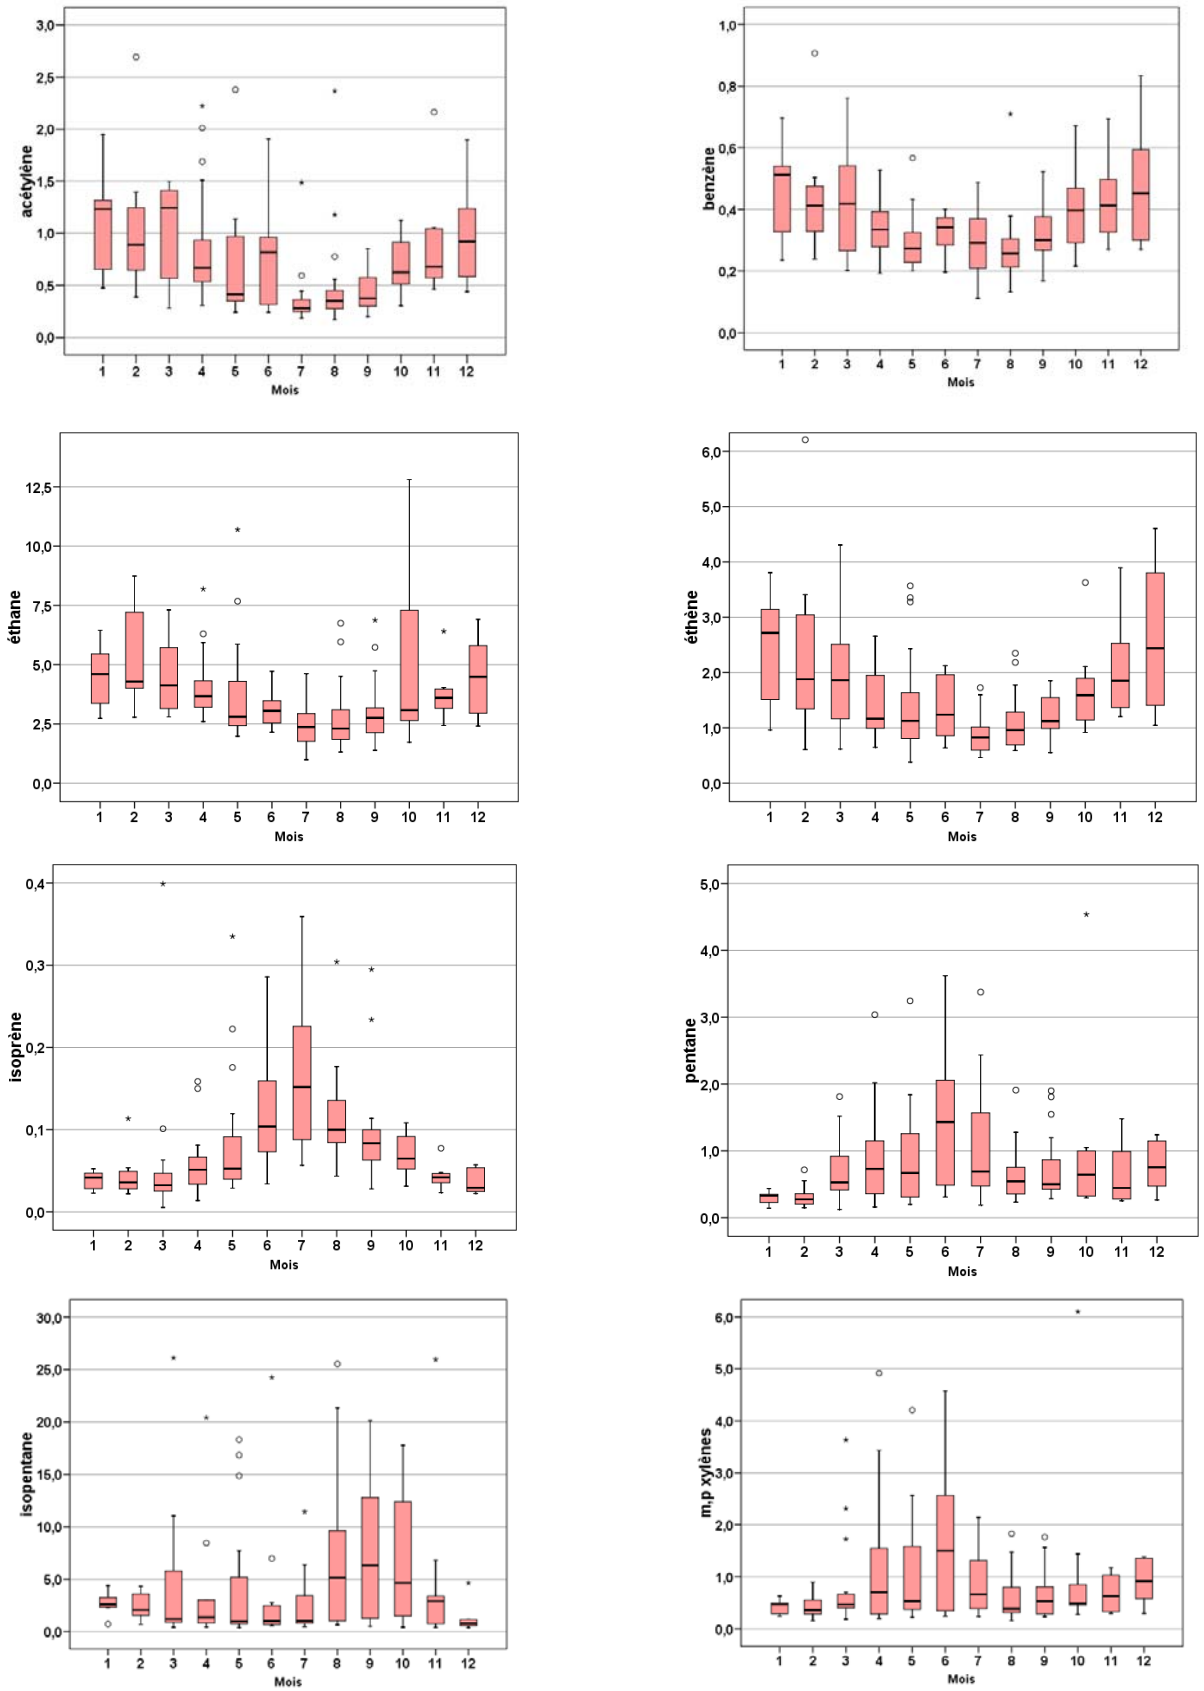 acétylène
3,0
2,5
2,0
1,5
1,0
0,5
0,0
1 2 3 4 5 6 7 8 9 10 11 12
Mois
benzène
1,0
0,8
0,6
0,4
0,2
0,0
1 2 3 4 5 6 7 8 9 10 11 12
Mois
éthane
12,5
10,0
7,5
5,0
2,5
0,0
1 2 3 4 5 6 7 8 9 10 11 12
Mois
éthène
6,0
5,0
4,0
3,0
2,0
1,0
0,0
1 2 3 4 5 6 7 8 9 10 11 12
Mois
isoprène
0,4
0,3
0,2
0,1
0,0
1 2 3 4 5 6 7 8 9 10 11 12
Mois
pentane
5,0
4,0
3,0
2,0
1,0
0,0
1 2 3 4 5 6 7 8 9 10 11 12
Mois
isopentane
30,0
25,0
20,0
15,0
10,0
5,0
0,0
1 2 3 4 5 6 7 8 9 10 11 12
Mois
m,p xylènes
6,0
5,0
4,0
3,0
2,0
1,0
0,0
1 2 3 4 5 6 7 8 9 10 11 12
Mois